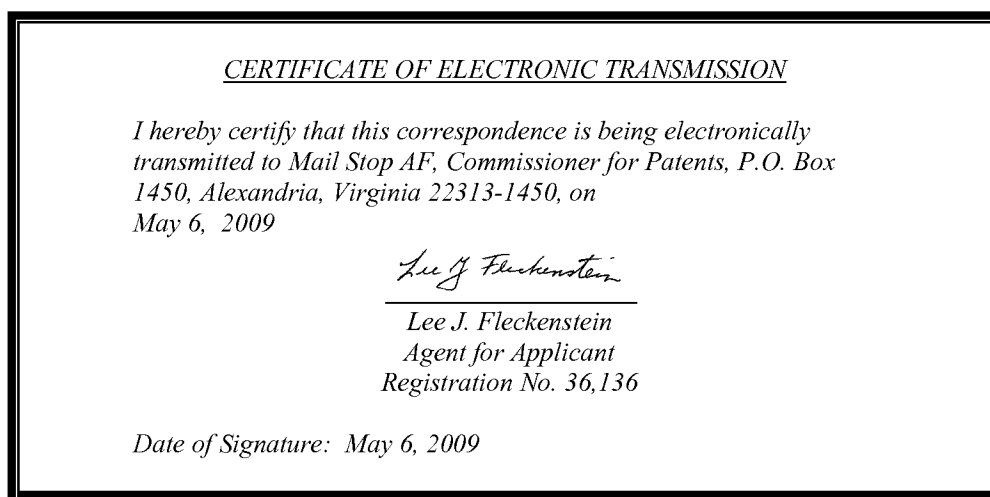 CERTIFICATE OF ELECTRONIC TRANSMISSION
I hereby certify that this correspondence is being electronically
transmitted to Mail Stop AF, Commissioner for Patents, P.O. Box
1450, Alexandria, Virginia 22313-1450, on
May 6, 2009
Lee J Fleckenstein
Lee J. Fleckenstein
Agent for Applicant
Registration No. 36,136
Date of Signature: May 6, 2009